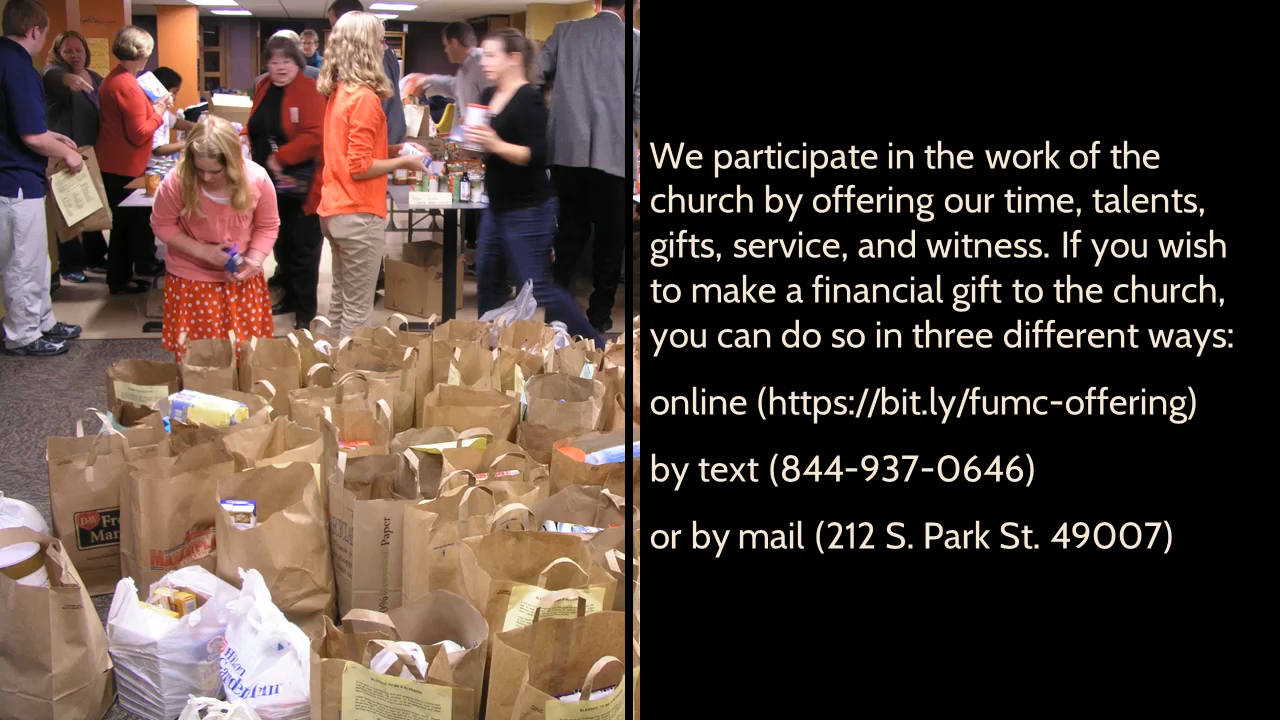 We participate in the work of the
church by offering our time, talents,
gifts, service, and witness. If you wish
to make a financial gift to the church,
you can do so in three different ways:
online (https://bit.ly/fumc-offering)
by text (844-937-0646)
or by mail (212 S. Park St. 49007)
Paper